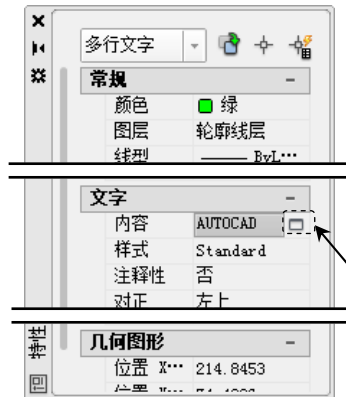 多行文字
常规
颜色 绿
图层 轮廓线层
线型 ByL…
文字
内容 AUTOCAD
样式 Standard
注释性 否
对正 左上
几何图形
位置 X… 214.8453
位置 Y…
特性